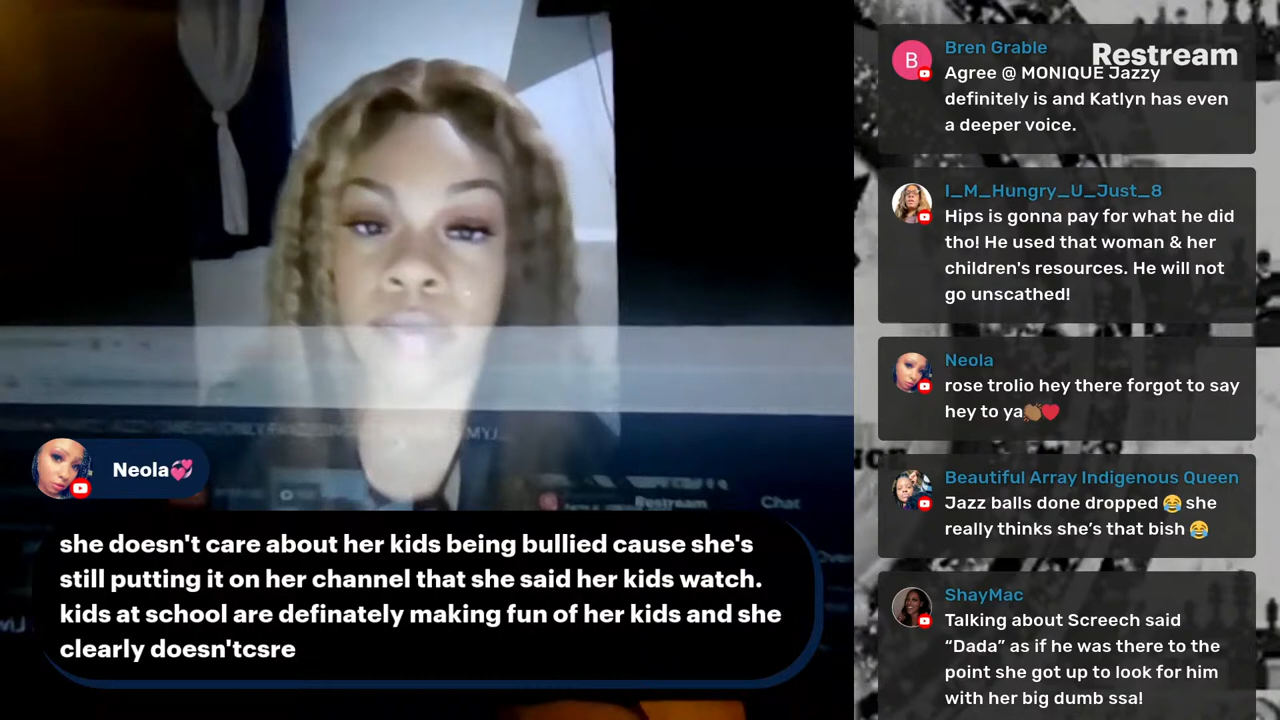 Neola💞
she doesn't care about her kids being bullied cause she's
still putting it on her channel that she said her kids watch.
kids at school are definately making fun of her kids and she
clearly doesn'tcsre
Restream
Chat
Restream
Bren Grable
Agree @ MONIQUE Jazzy
definitely is and Katlyn has even
a deeper voice.
I_M_Hungry_U_Just_8
Hips is gonna pay for what he did
tho! He used that woman & her
children's resources. He will not
go unscathed!
Neola
rose trolio hey there forgot to say
hey to ya👏🏽❤️
Beautiful Array Indigenous Queen
Jazz balls done dropped 😂 she
really thinks she’s that bish 😂
ShayMac
Talking about Screech said
“Dada” as if he was there to the
point she got up to look for him
with her big dumb ssa!